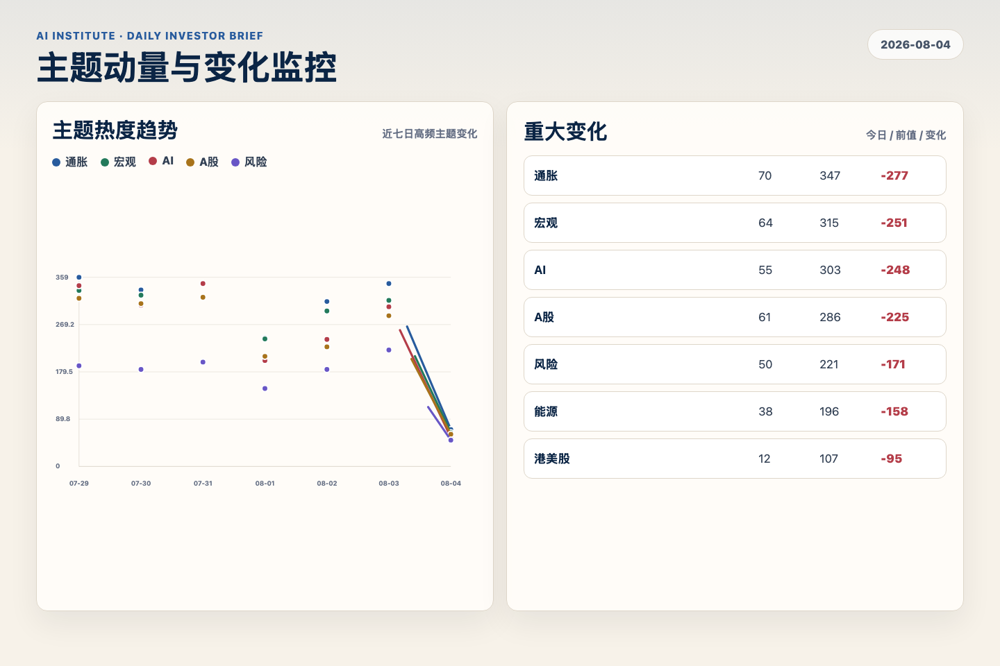 AI INSTITUTE · DAILY INVESTOR BRIEF
主题动量与变化监控
2026-08-04
主题热度趋势
近七日高频主题变化
通胀 宏观 AI A股 风险
359
269.2
179.5
89.8
0
07-29 07-30 07-31 08-01 08-02 08-03 08-04
重大变化
今日 / 前值 / 变化
通胀 70 347 -277
宏观 64 315 -251
AI 55 303 -248
A股 61 286 -225
风险 50 221 -171
能源 38 196 -158
港美股 12 107 -95